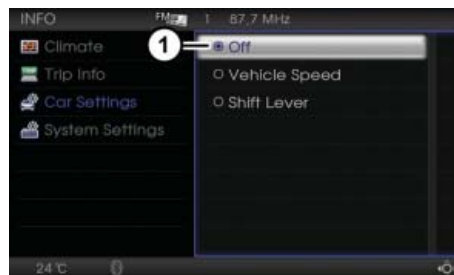 INFO FM 1 87,7 MHz
Climate 1 Off
Trip Info Vehicle Speed
Car Settings Shift Lever
System Settings
24°C